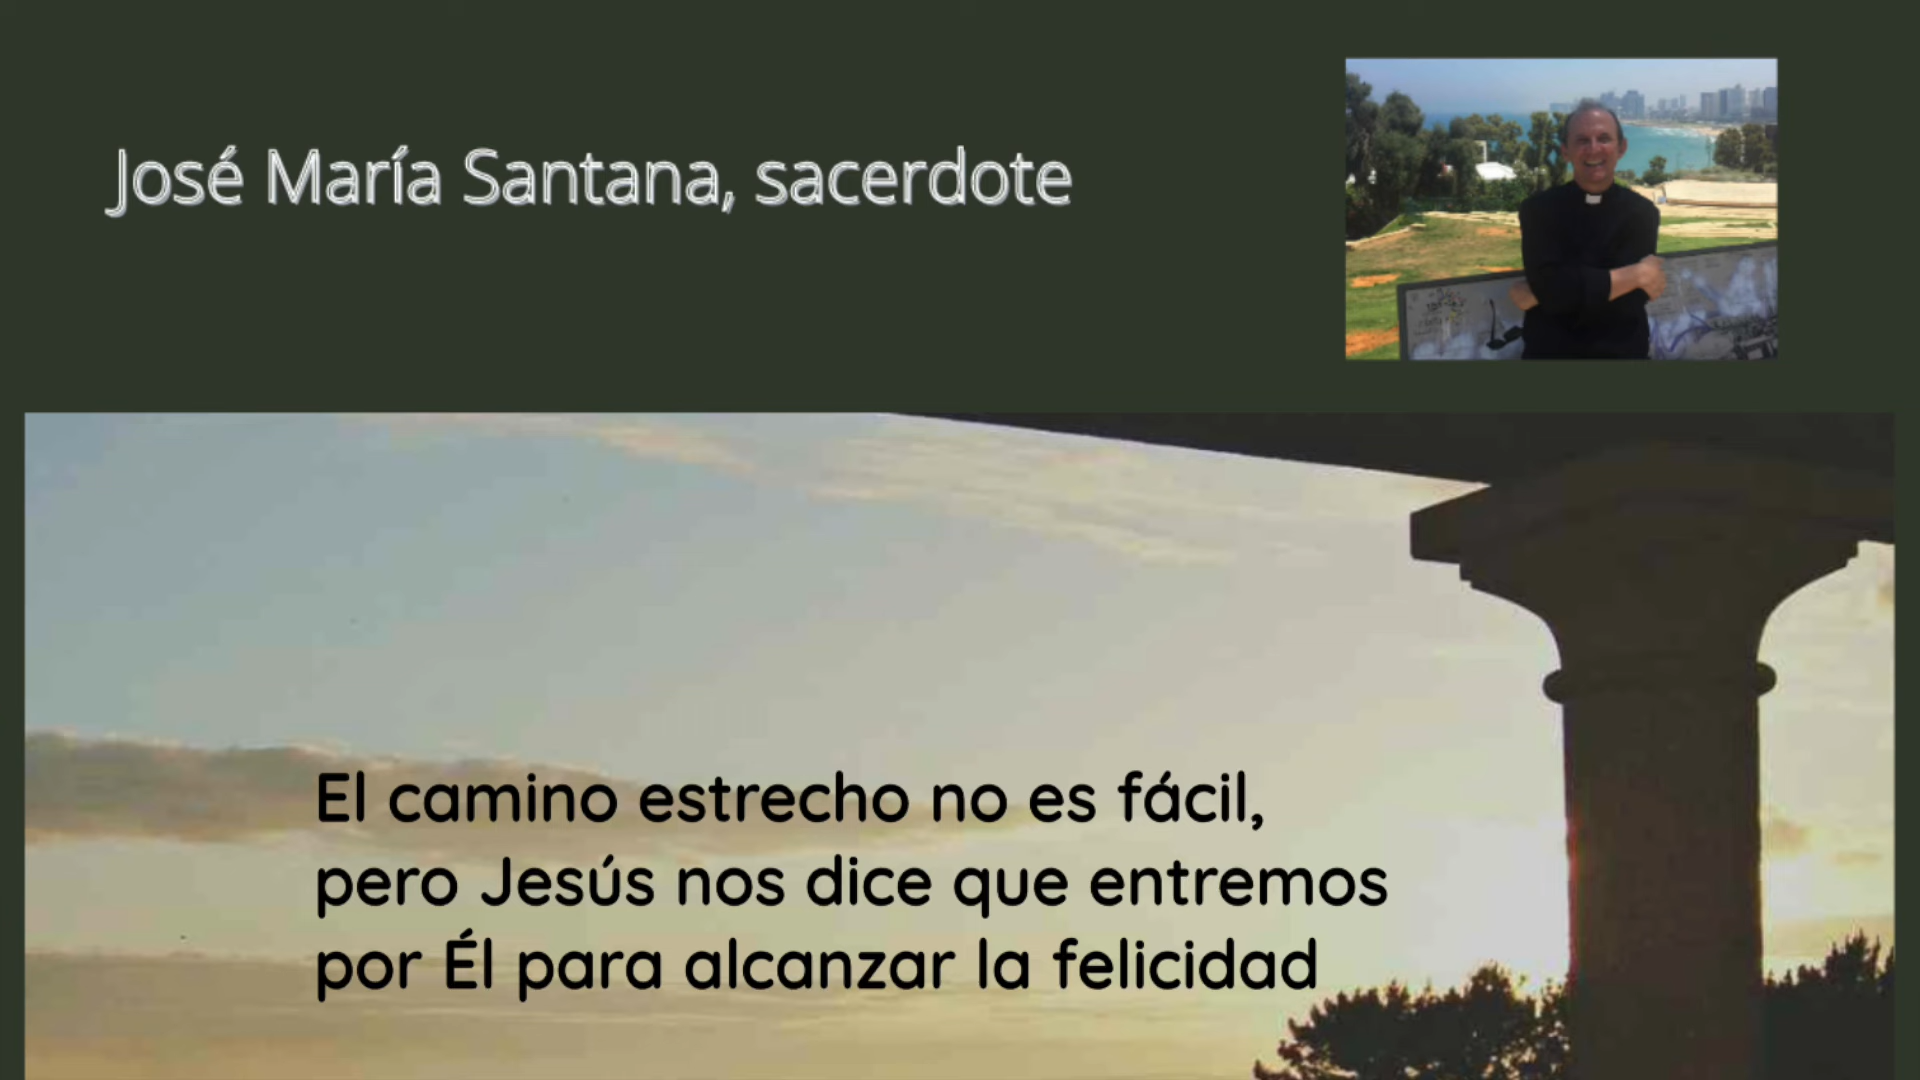 José María Santana, sacerdote
El camino estrecho no es fácil,
pero Jesús nos dice que entremos
por Él para alcanzar la felicidad